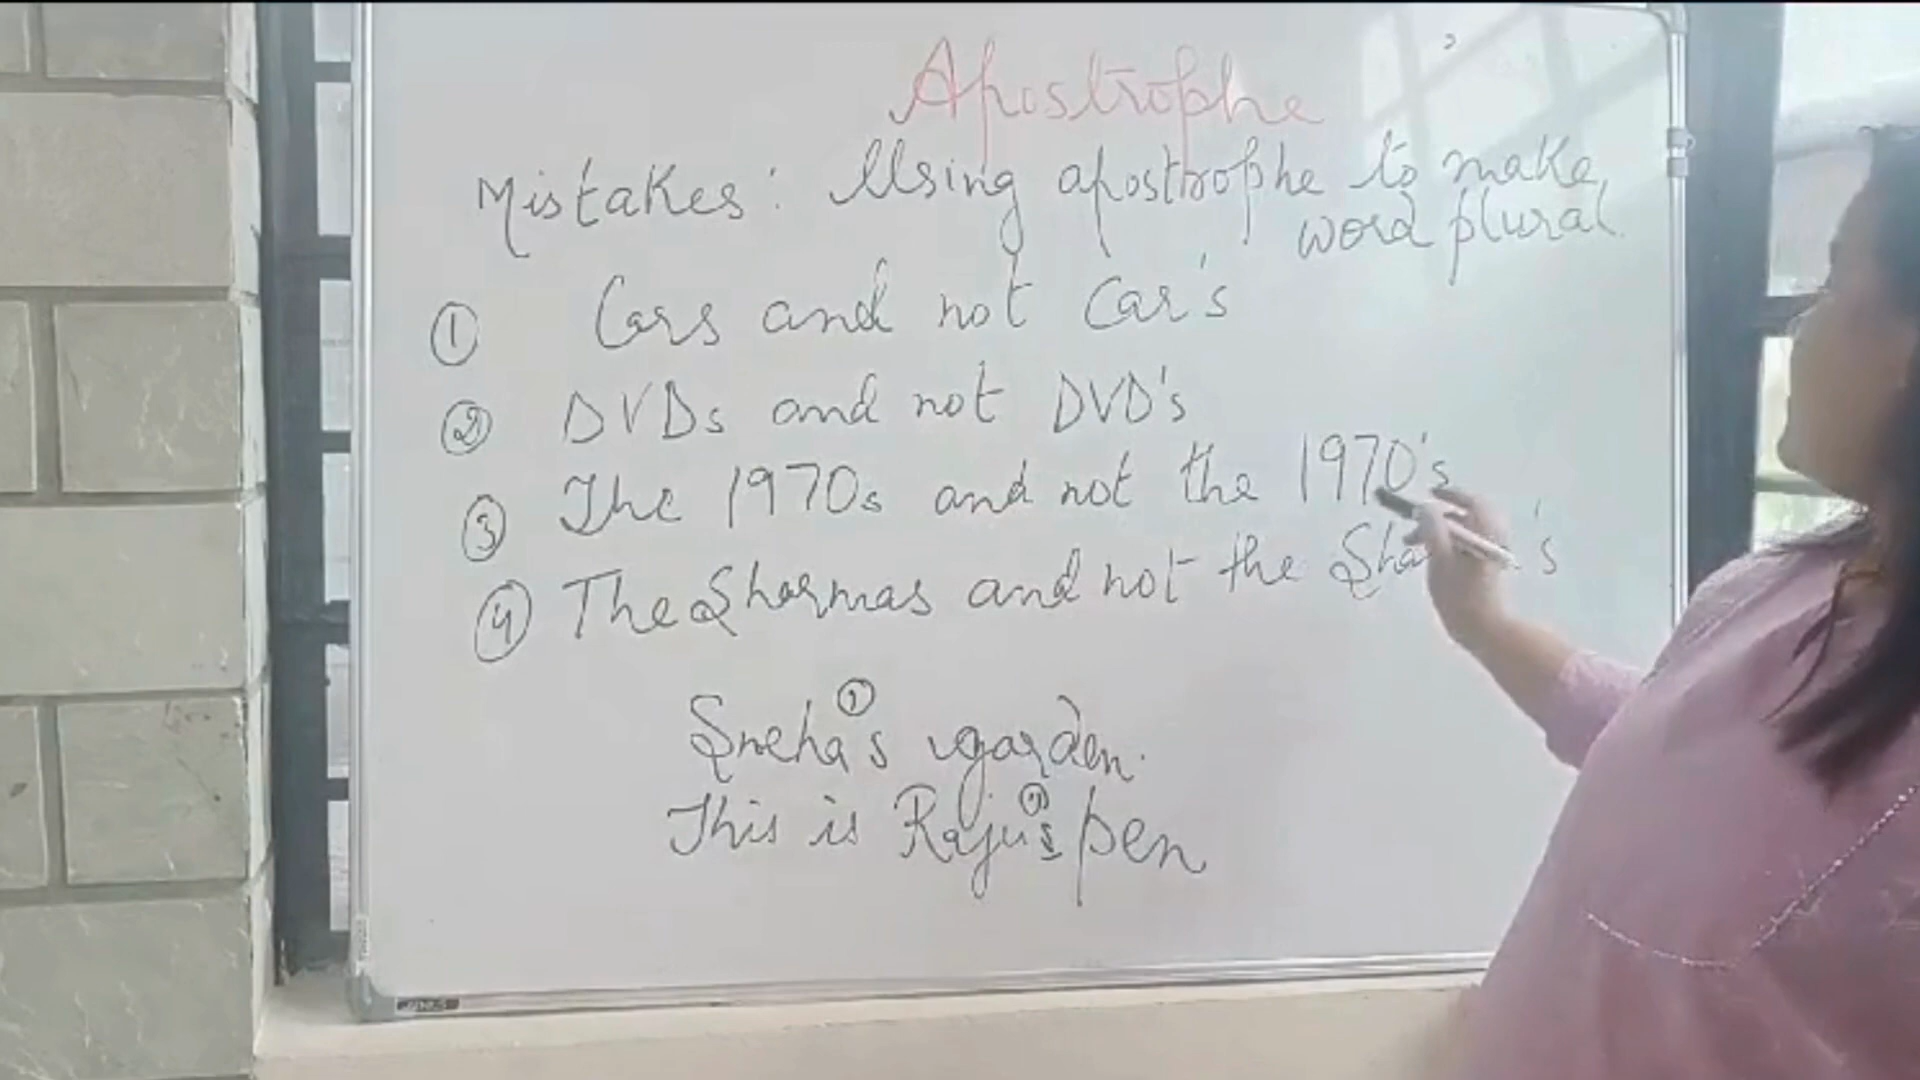 Apostrophe
Mistakes: Using apostrophe to make
word plural.
① Cars and not Car's
② DVDs and not DVD's
③ The 1970s and not the 1970's
④ The Sharmas and not the
Sneha's garden.
This is Raju's pen